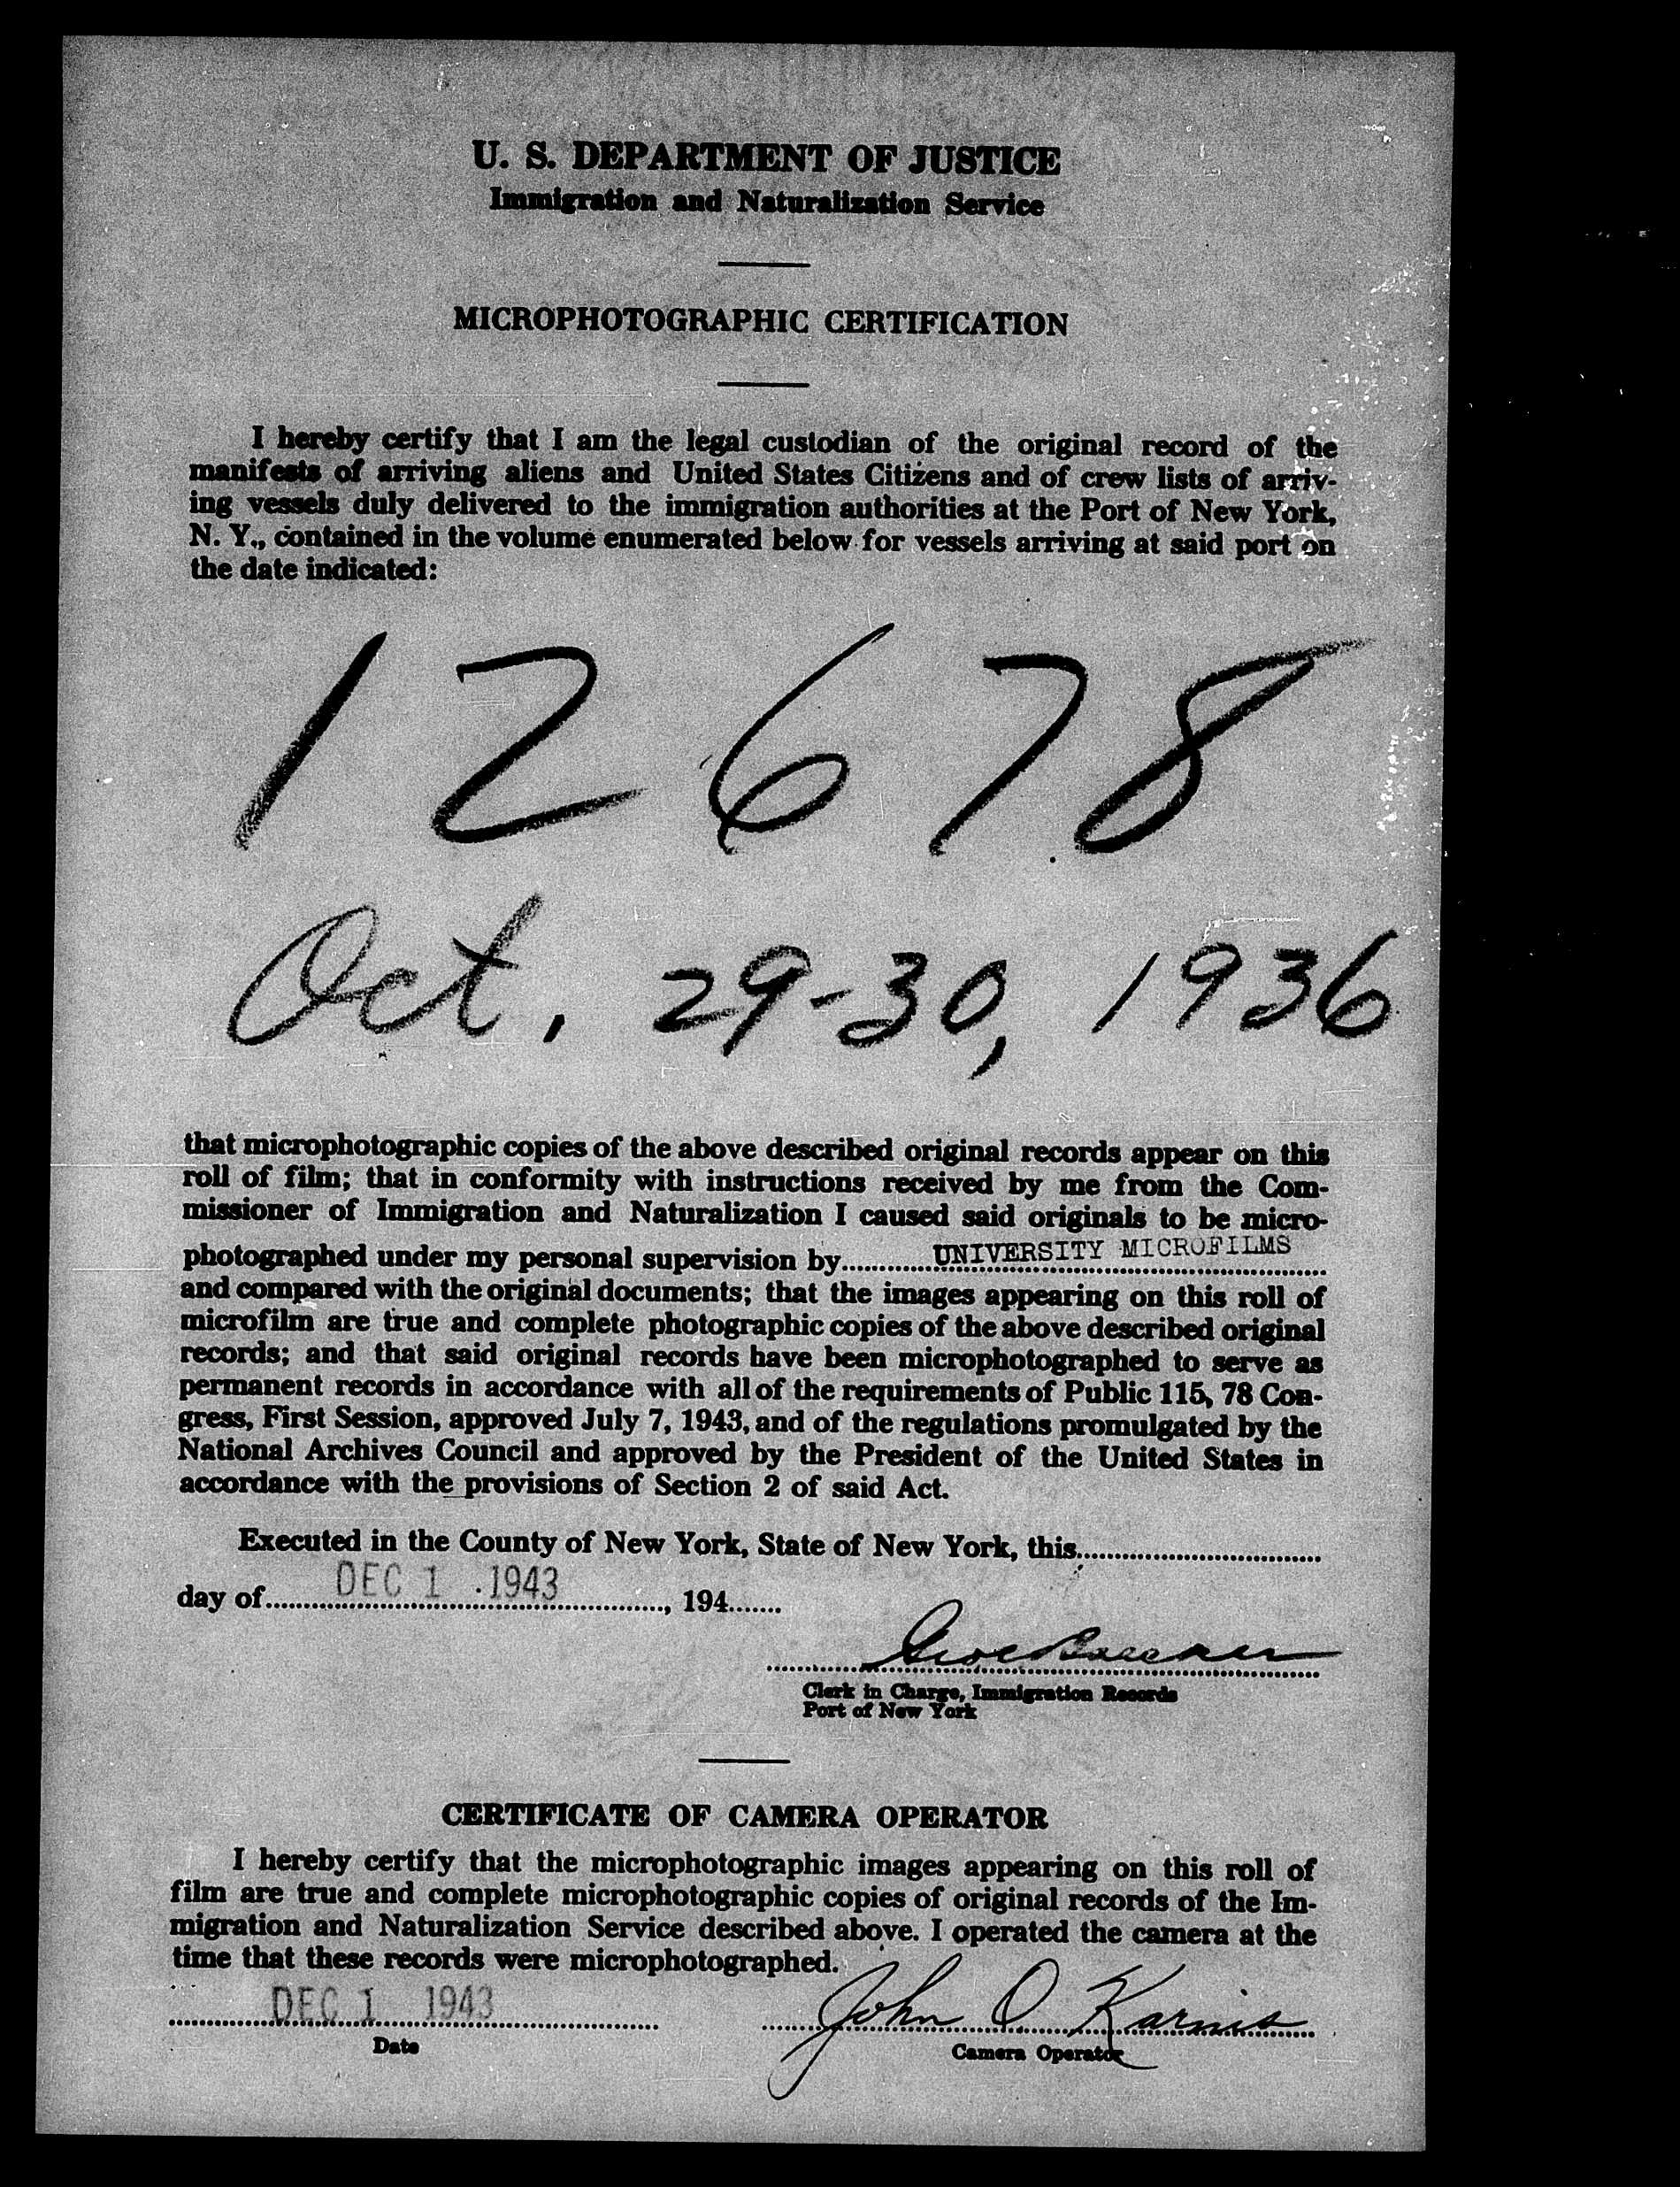 U. S. DEPARTMENT OF JUSTICE
Immigration and Naturalization Service
MICROPHOTOGRAPHIC CERTIFICATION
I hereby certify that I am the legal custodian of the original record of the
manifests of arriving aliens and United States Citizens and of crew lists of arriv-
ing vessels duly delivered to the immigration authorities at the Port of New York,
N. Y., contained in the volume enumerated below for vessels arriving at said port on
the date indicated:
12678
Oct, 29-30, 1936
that microphotographic copies of the above described original records appear on this
roll of film; that in conformity with instructions received by me from the Com-
missioner of Immigration and Naturalization I caused said originals to be micro-
photographed under my personal supervision by UNIVERSITY MICROFILMS
and compared with the original documents; that the images appearing on this roll of
microfilm are true and complete photographic copies of the above described original
records; and that said original records have been microphotographed to serve as
permanent records in accordance with all of the requirements of Public 115, 78 Con-
gress, First Session, approved July 7, 1943, and of the regulations promulgated by the
National Archives Council and approved by the President of the United States in
accordance with the provisions of Section 2 of said Act.
Executed in the County of New York, State of New York, this
day of DEC 1 1943, 194
Clerk in Charge, Immigration Records
Port of New York
CERTIFICATE OF CAMERA OPERATOR
I hereby certify that the microphotographic images appearing on this roll of
film are true and complete microphotographic copies of original records of the Im-
migration and Naturalization Service described above. I operated the camera at the
time that these records were microphotographed.
DEC 1 1943 John O Karnis
Date Camera Operator